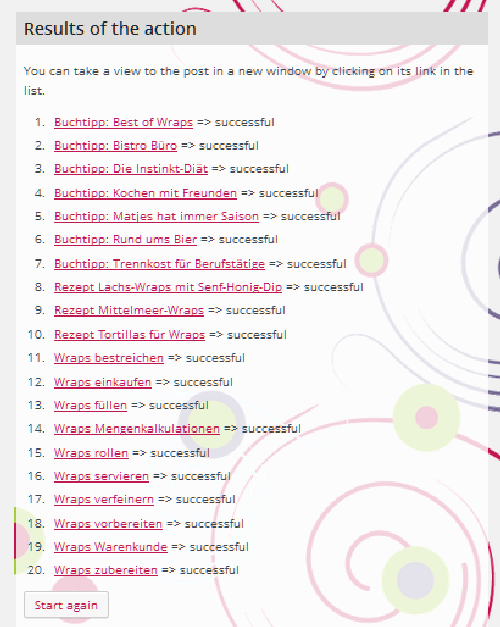 Results of the action
You can take a view to the post in a new window by clicking on its link in the
list.
1. Buchtipp: Best of Wraps => successful
2. Buchtipp: Bistro Büro => successful
3. Buchtipp: Die Instinkt-Diät => successful
4. Buchtipp: Kochen mit Freunden => successful
5. Buchtipp: Matjes hat immer Saison => successful
6. Buchtipp: Rund ums Bier => successful
7. Buchtipp: Trennkost für Berufstätige => successful
8. Rezept Lachs-Wraps mit Senf-Honig-Dip => successful
9. Rezept Mittelmeer-Wraps => successful
10. Rezept Tortillas für Wraps => successful
11. Wraps bestreichen => successful
12. Wraps einkaufen => successful
13. Wraps füllen => successful
14. Wraps Mengenkalkulationen => successful
15. Wraps rollen => successful
16. Wraps servieren => successful
17. Wraps verfeinern => successful
18. Wraps vorbereiten => successful
19. Wraps Warenkunde => successful
20. Wraps zubereiten => successful
Start again